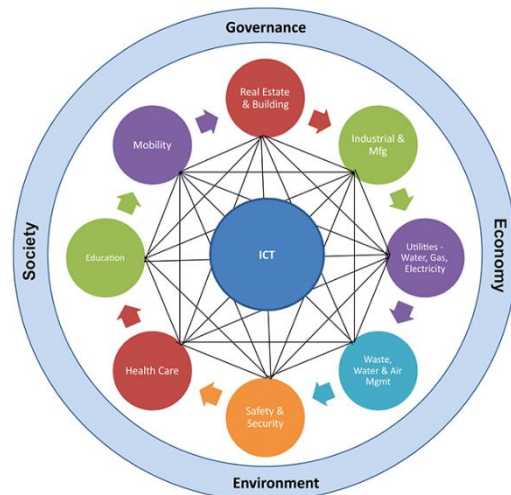 Governance
Real Estate
& Building
Mobility
Industrial &
Mfg
Society
Education
ICT
Utilities -
Water, Gas,
Electricity
Economy
Health Care
Waste,
Water & Air
Mgmt
Safety &
Security
Environment